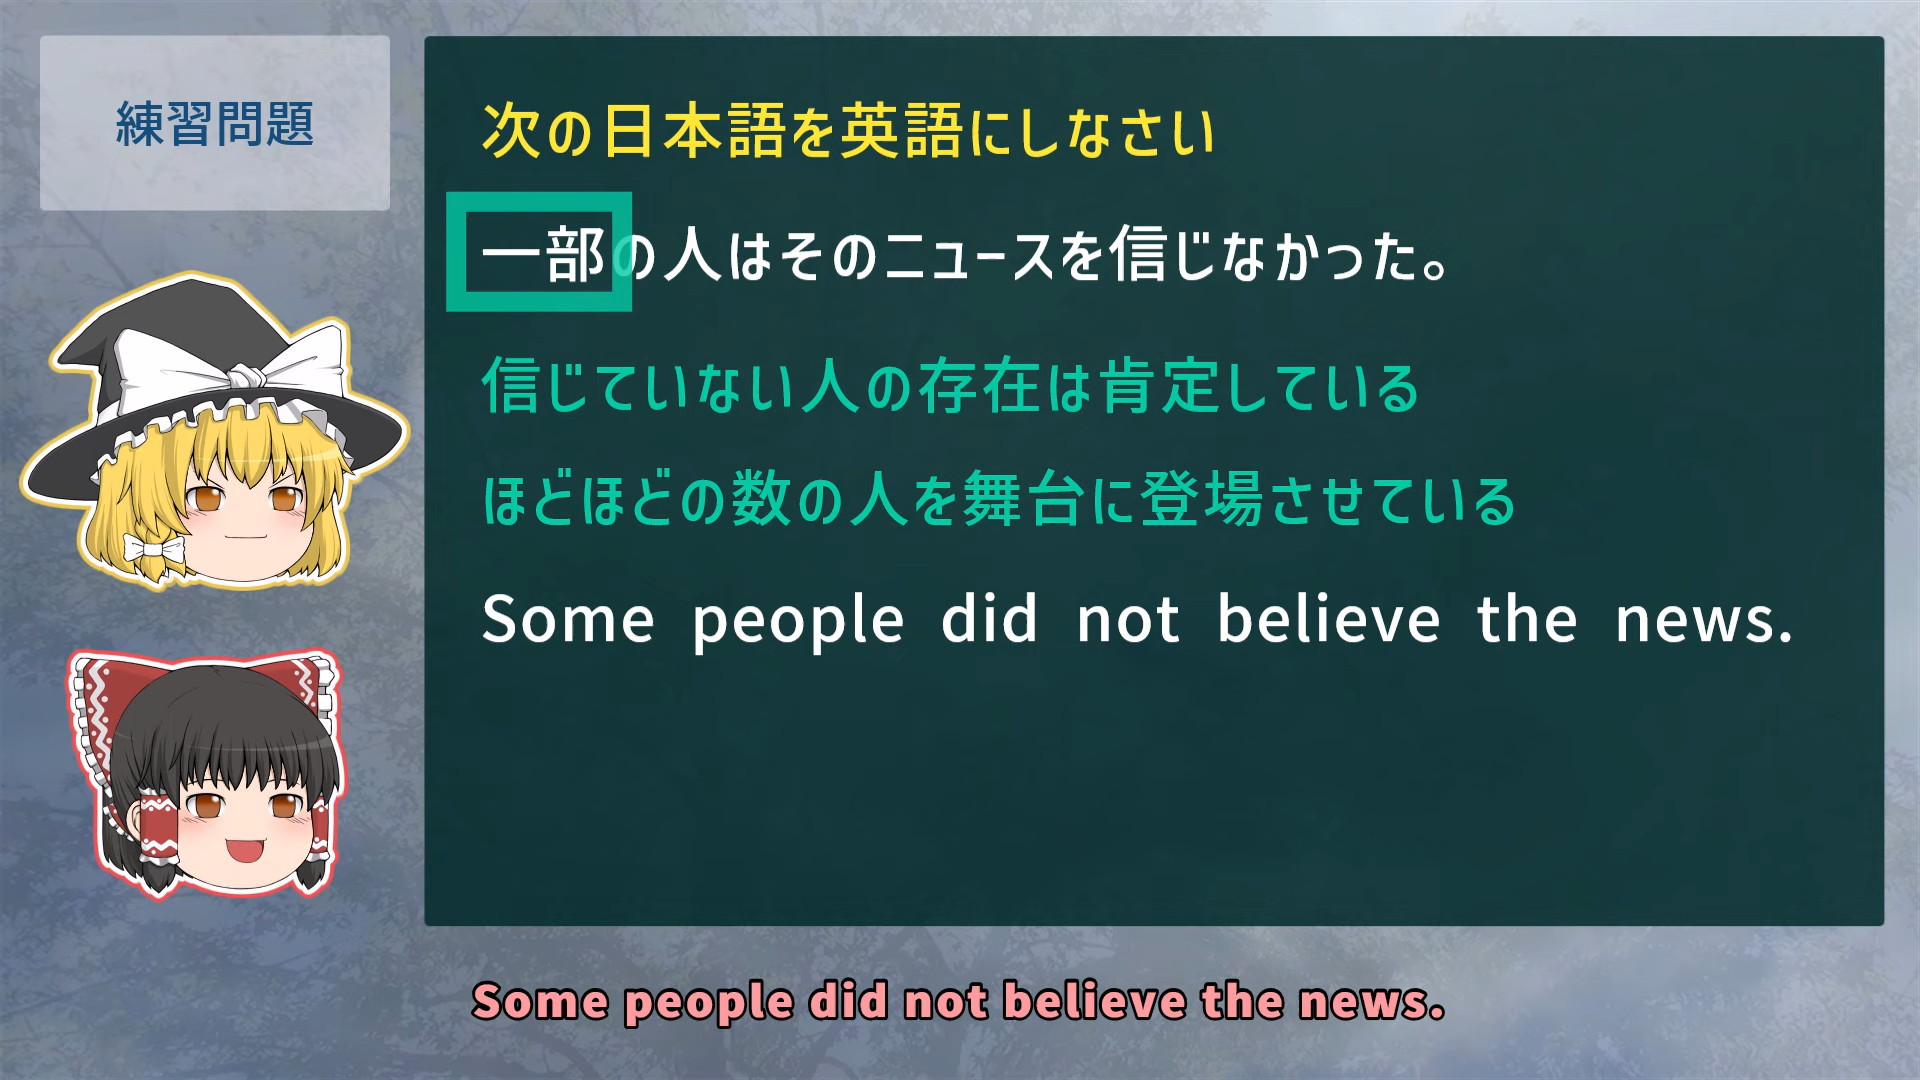 練習問題
次の日本語を英語にしなさい
一部の人はそのニュースを信じなかった。
信じていない人の存在は肯定している
ほどほどの数の人を舞台に登場させている
Some people did not believe the news.
Some people did not believe the news.